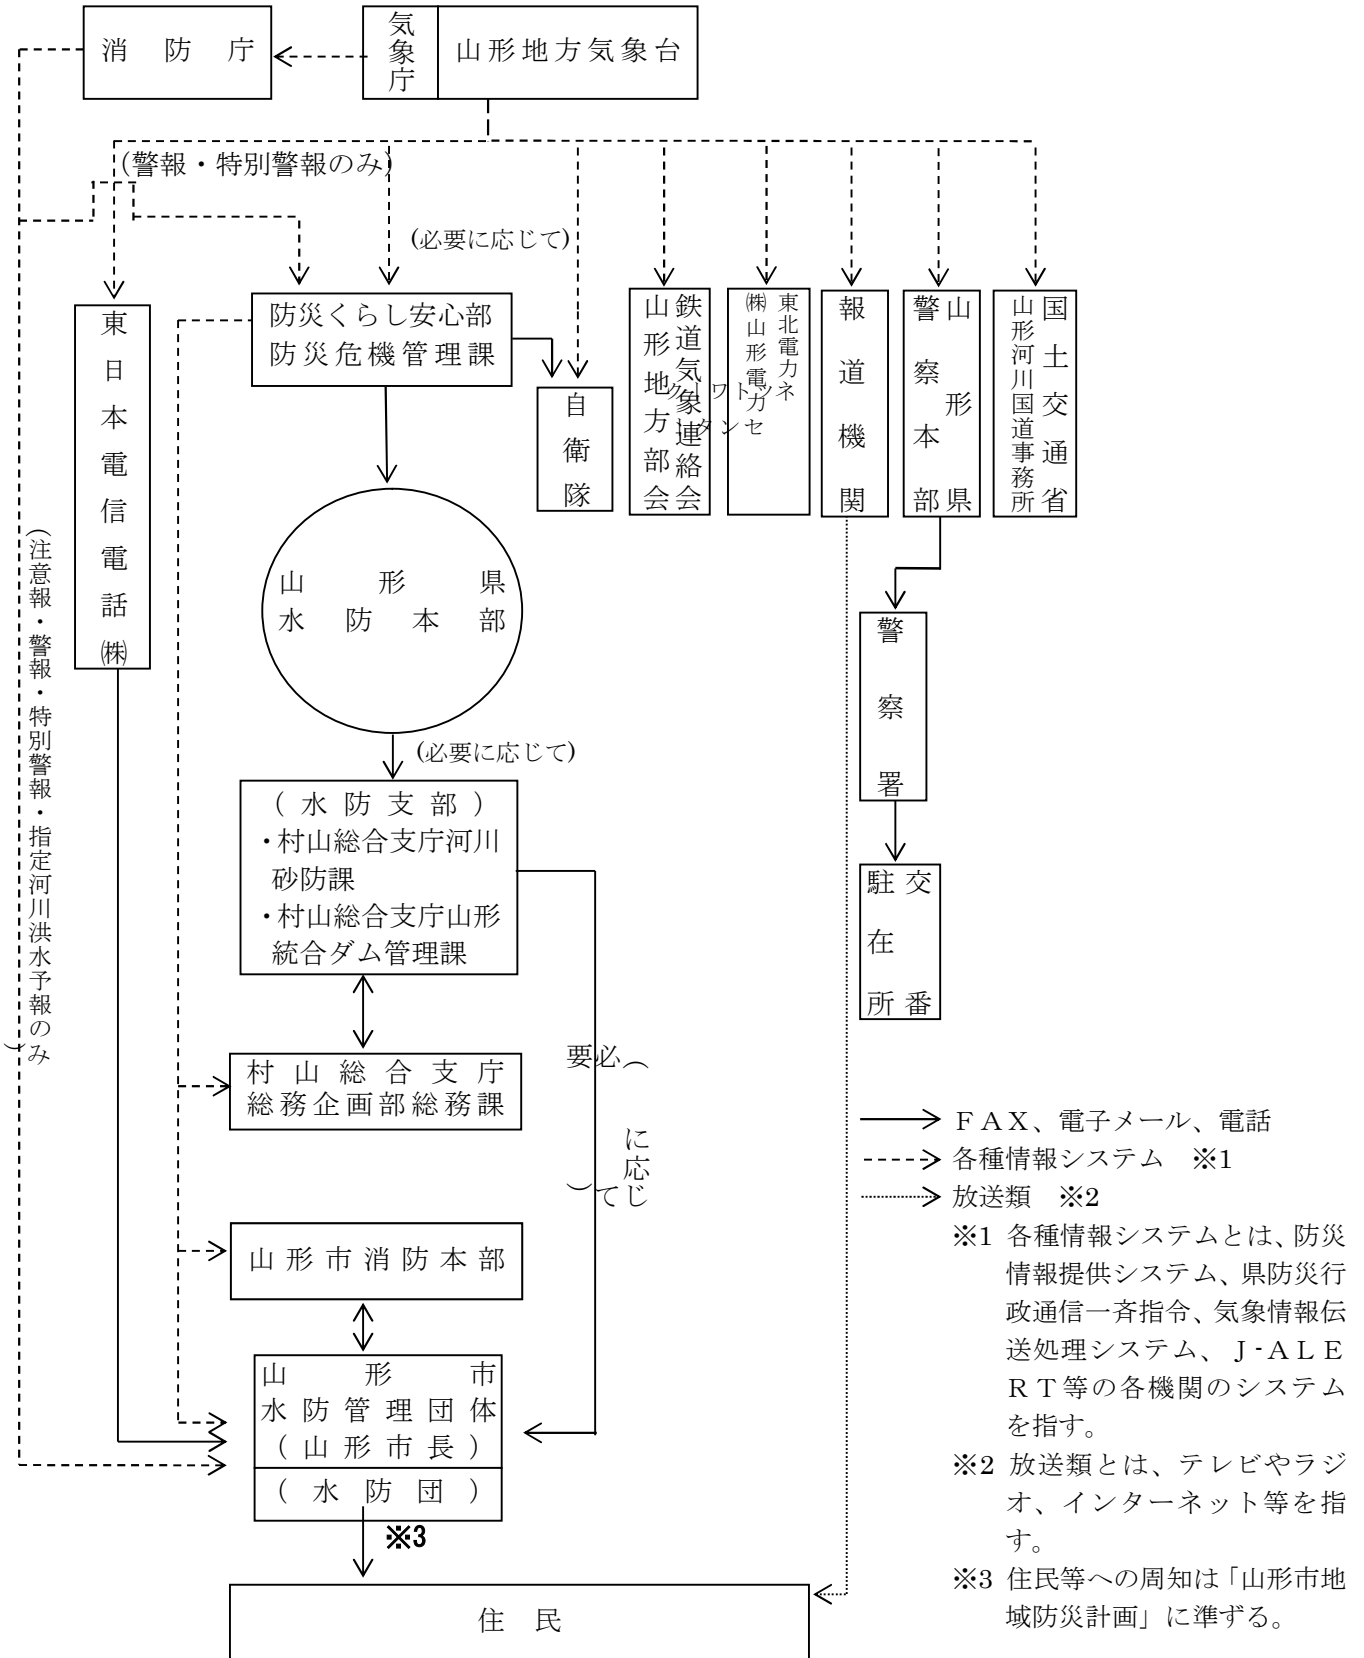 消防庁
気象庁
山形地方気象台
(警報・特別警報のみ)
(必要に応じて)
東日本電信電話㈱
防災くらし安心部
防災危機管理課
自衛隊
鉄道気象連絡会
山形地方部会
東北電力ネットワーク
㈱山形電力センター
報道機関
山形県
警察本部
国土交通省
山形河川国道事務所
(注意報・警報・特別警報・指定河川洪水予報のみ)
山形県
水防本部
警察署
(必要に応じて)
(水防支部)
・村山総合支庁河川
砂防課
・村山総合支庁山形
統合ダム管理課
交番
駐在所
(必要に応じて)
村山総合支庁
総務企画部総務課
山形市消防本部
山形市
水防管理団体
(山形市長)
(水防団)
※3
住民
ＦＡＸ、電子メール、電話
各種情報システム　※1
放送類　※2
※1 各種情報システムとは、防災
情報提供システム、県防災行
政通信一斉指令、気象情報伝
送処理システム、Ｊ-ＡＬＥ
ＲＴ等の各機関のシステム
を指す。
※2 放送類とは、テレビやラジ
オ、インターネット等を指
す。
※3 住民等への周知は「山形市地
域防災計画」に準ずる。